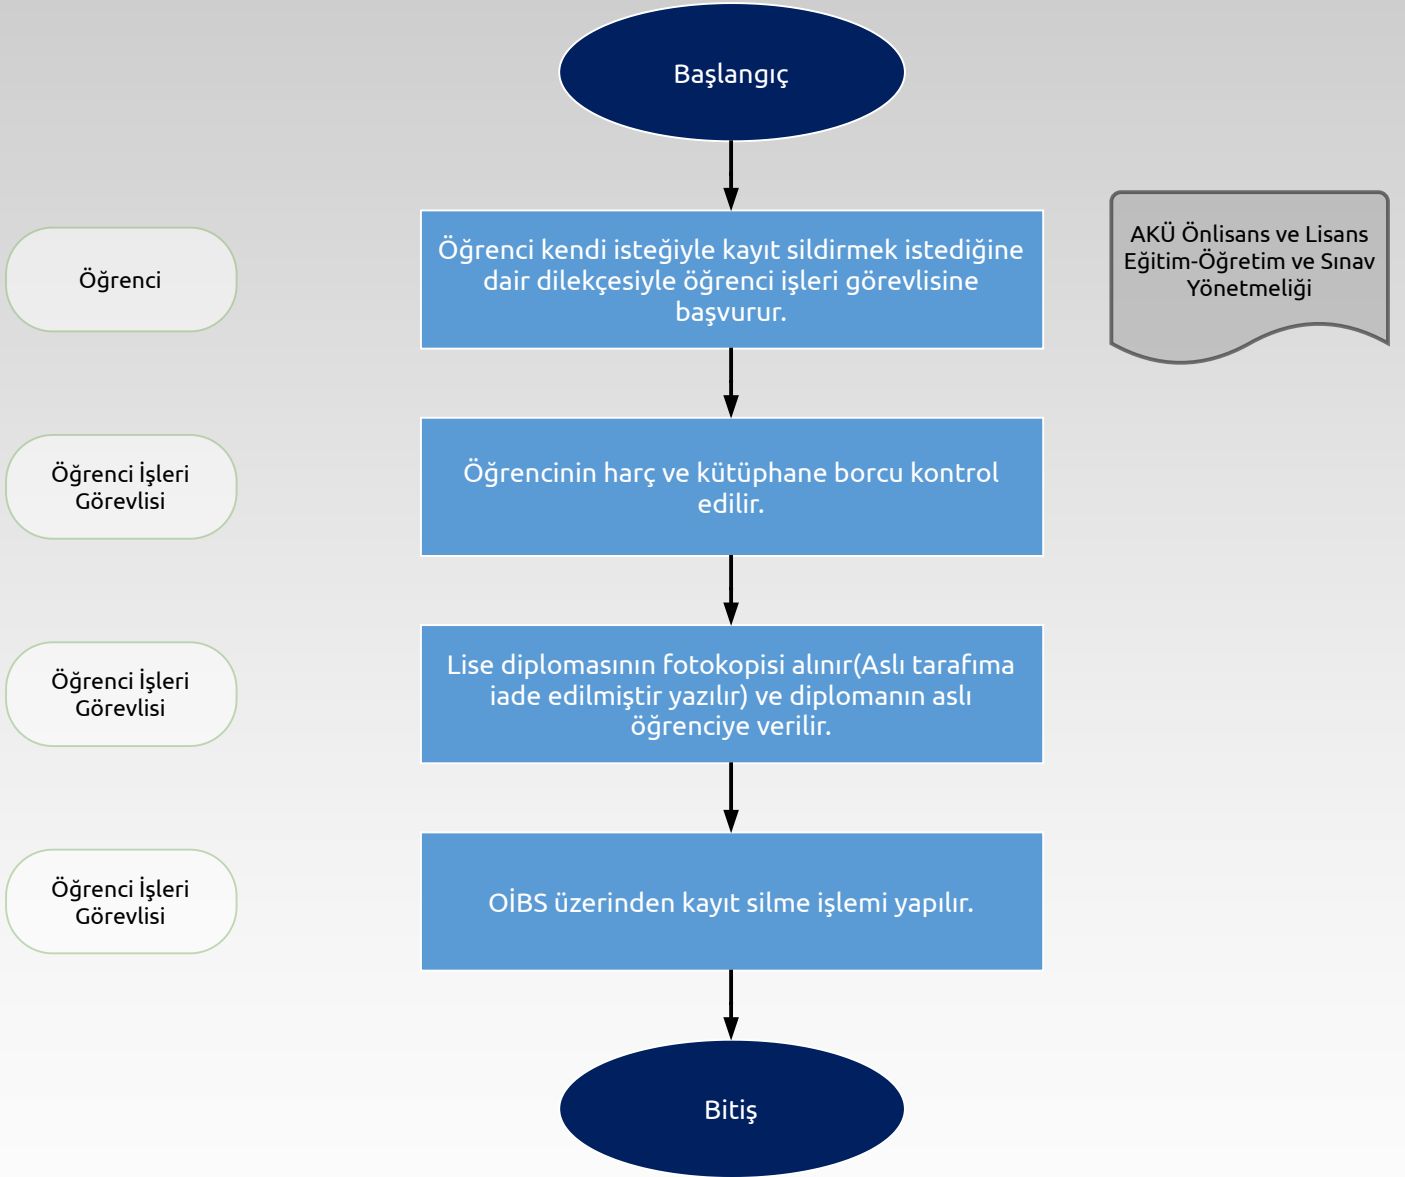 Başlangıç
Öğrenci
Öğrenci kendi isteğiyle kayıt sildirmek istediğine
dair dilekçesiyle öğrenci işleri görevlisine
başvurur.
AKÜ Önlisans ve Lisans
Eğitim-Öğretim ve Sınav
Yönetmeliği
Öğrenci İşleri
Görevlisi
Öğrencinin harç ve kütüphane borcu kontrol
edilir.
Öğrenci İşleri
Görevlisi
Lise diplomasının fotokopisi alınır(Aslı tarafıma
iade edilmiştir yazılır) ve diplomanın aslı
öğrenciye verilir.
Öğrenci İşleri
Görevlisi
OİBS üzerinden kayıt silme işlemi yapılır.
Bitiş